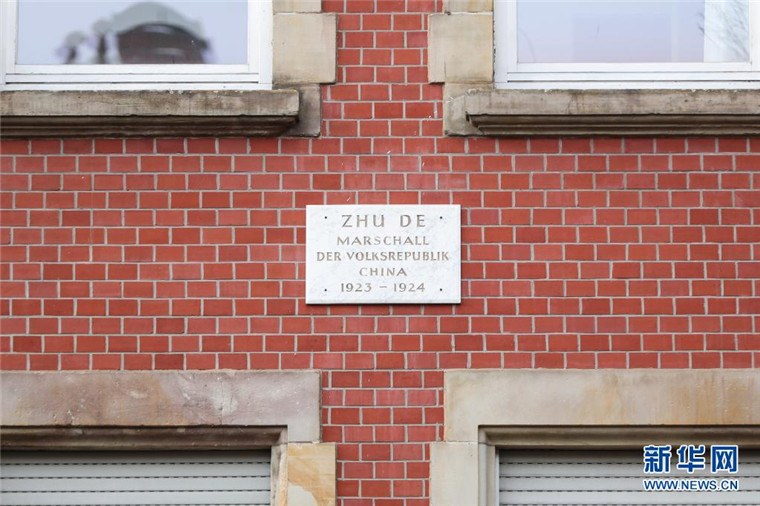 ZHU DE
MARSCHALL
DER VOLKSREPUBLIK
CHINA
1923 – 1924
新华网
WWW.NEWS.CN